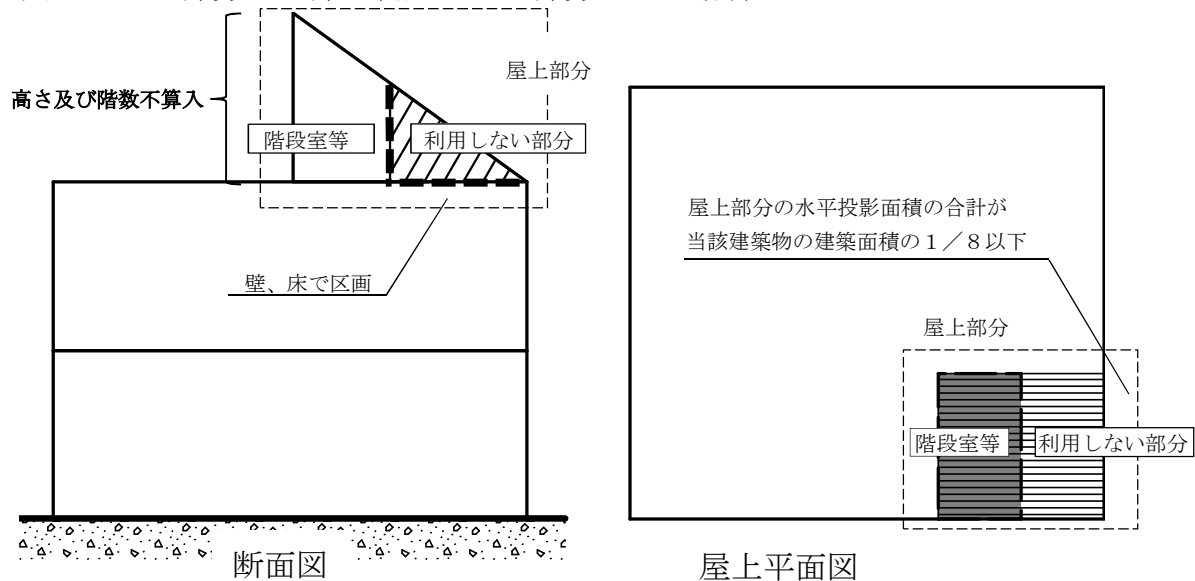 屋上部分
高さ及び階数不算入
階段室等
利用しない部分
壁、床で区画
断面図
屋上部分の水平投影面積の合計が
当該建築物の建築面積の1／8以下
屋上部分
階段室等
利用しない部分
屋上平面図